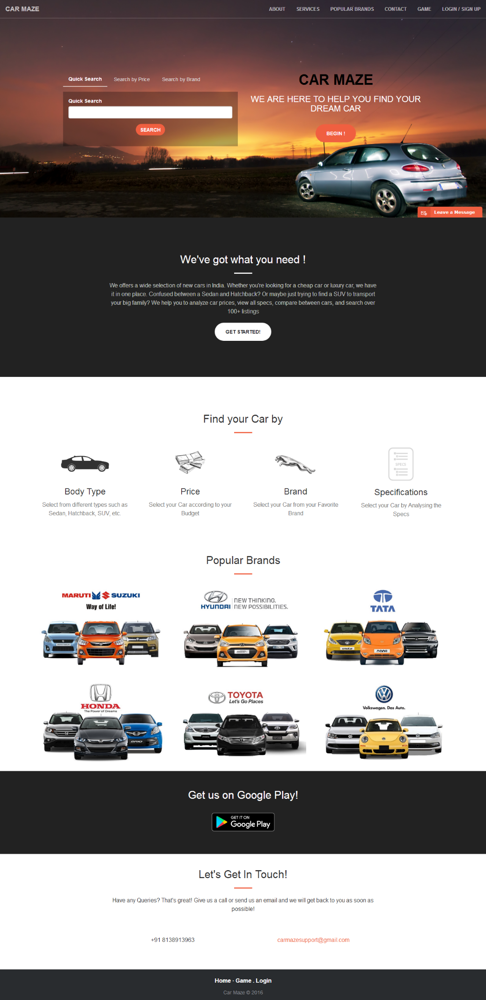 CAR MAZE
ABOUT SERVICES POPULAR BRANDS CONTACT GAME LOGIN / SIGN UP
Quick Search Search by Price Search by Brand
Quick Search
SEARCH
CAR MAZE
WE ARE HERE TO HELP YOU FIND YOUR
DREAM CAR
BEGIN !
Leave a Message
We've got what you need !
We offers a wide selection of new cars in India. Whether you're looking for a cheap car or luxury car, we have
it in one place. Confused between a Sedan and Hatchback? Or maybe just trying to find a SUV to transport
your big family? We help you to analyze car prices, view all specs, compare between cars, and search over
100+ listings
GET STARTED!
Find your Car by
SPECS
Body Type
Select from different types such as
Sedan, Hatchback, SUV, etc.
Price
Select your Car according to your
Budget
Brand
Select your Car from your Favorite
Brand
Specifications
Select your Car by Analysing the
Specs
Popular Brands
MARUTI SUZUKI
Way of Life!
HYUNDAI
NEW THINKING.
NEW POSSIBILITIES.
TATA
vista
nano
HONDA
The Power of Dreams
BRIO
TOYOTA
Let's Go Places
Volkswagen. Das Auto.
Get us on Google Play!
GET IT ON
Google Play
Let's Get In Touch!
Have any Queries? That's great! Give us a call or send us an email and we will get back to you as soon as
possible!
+91 8138913963
carmazesupport@gmail.com
Home · Game . Login
Car Maze © 2016